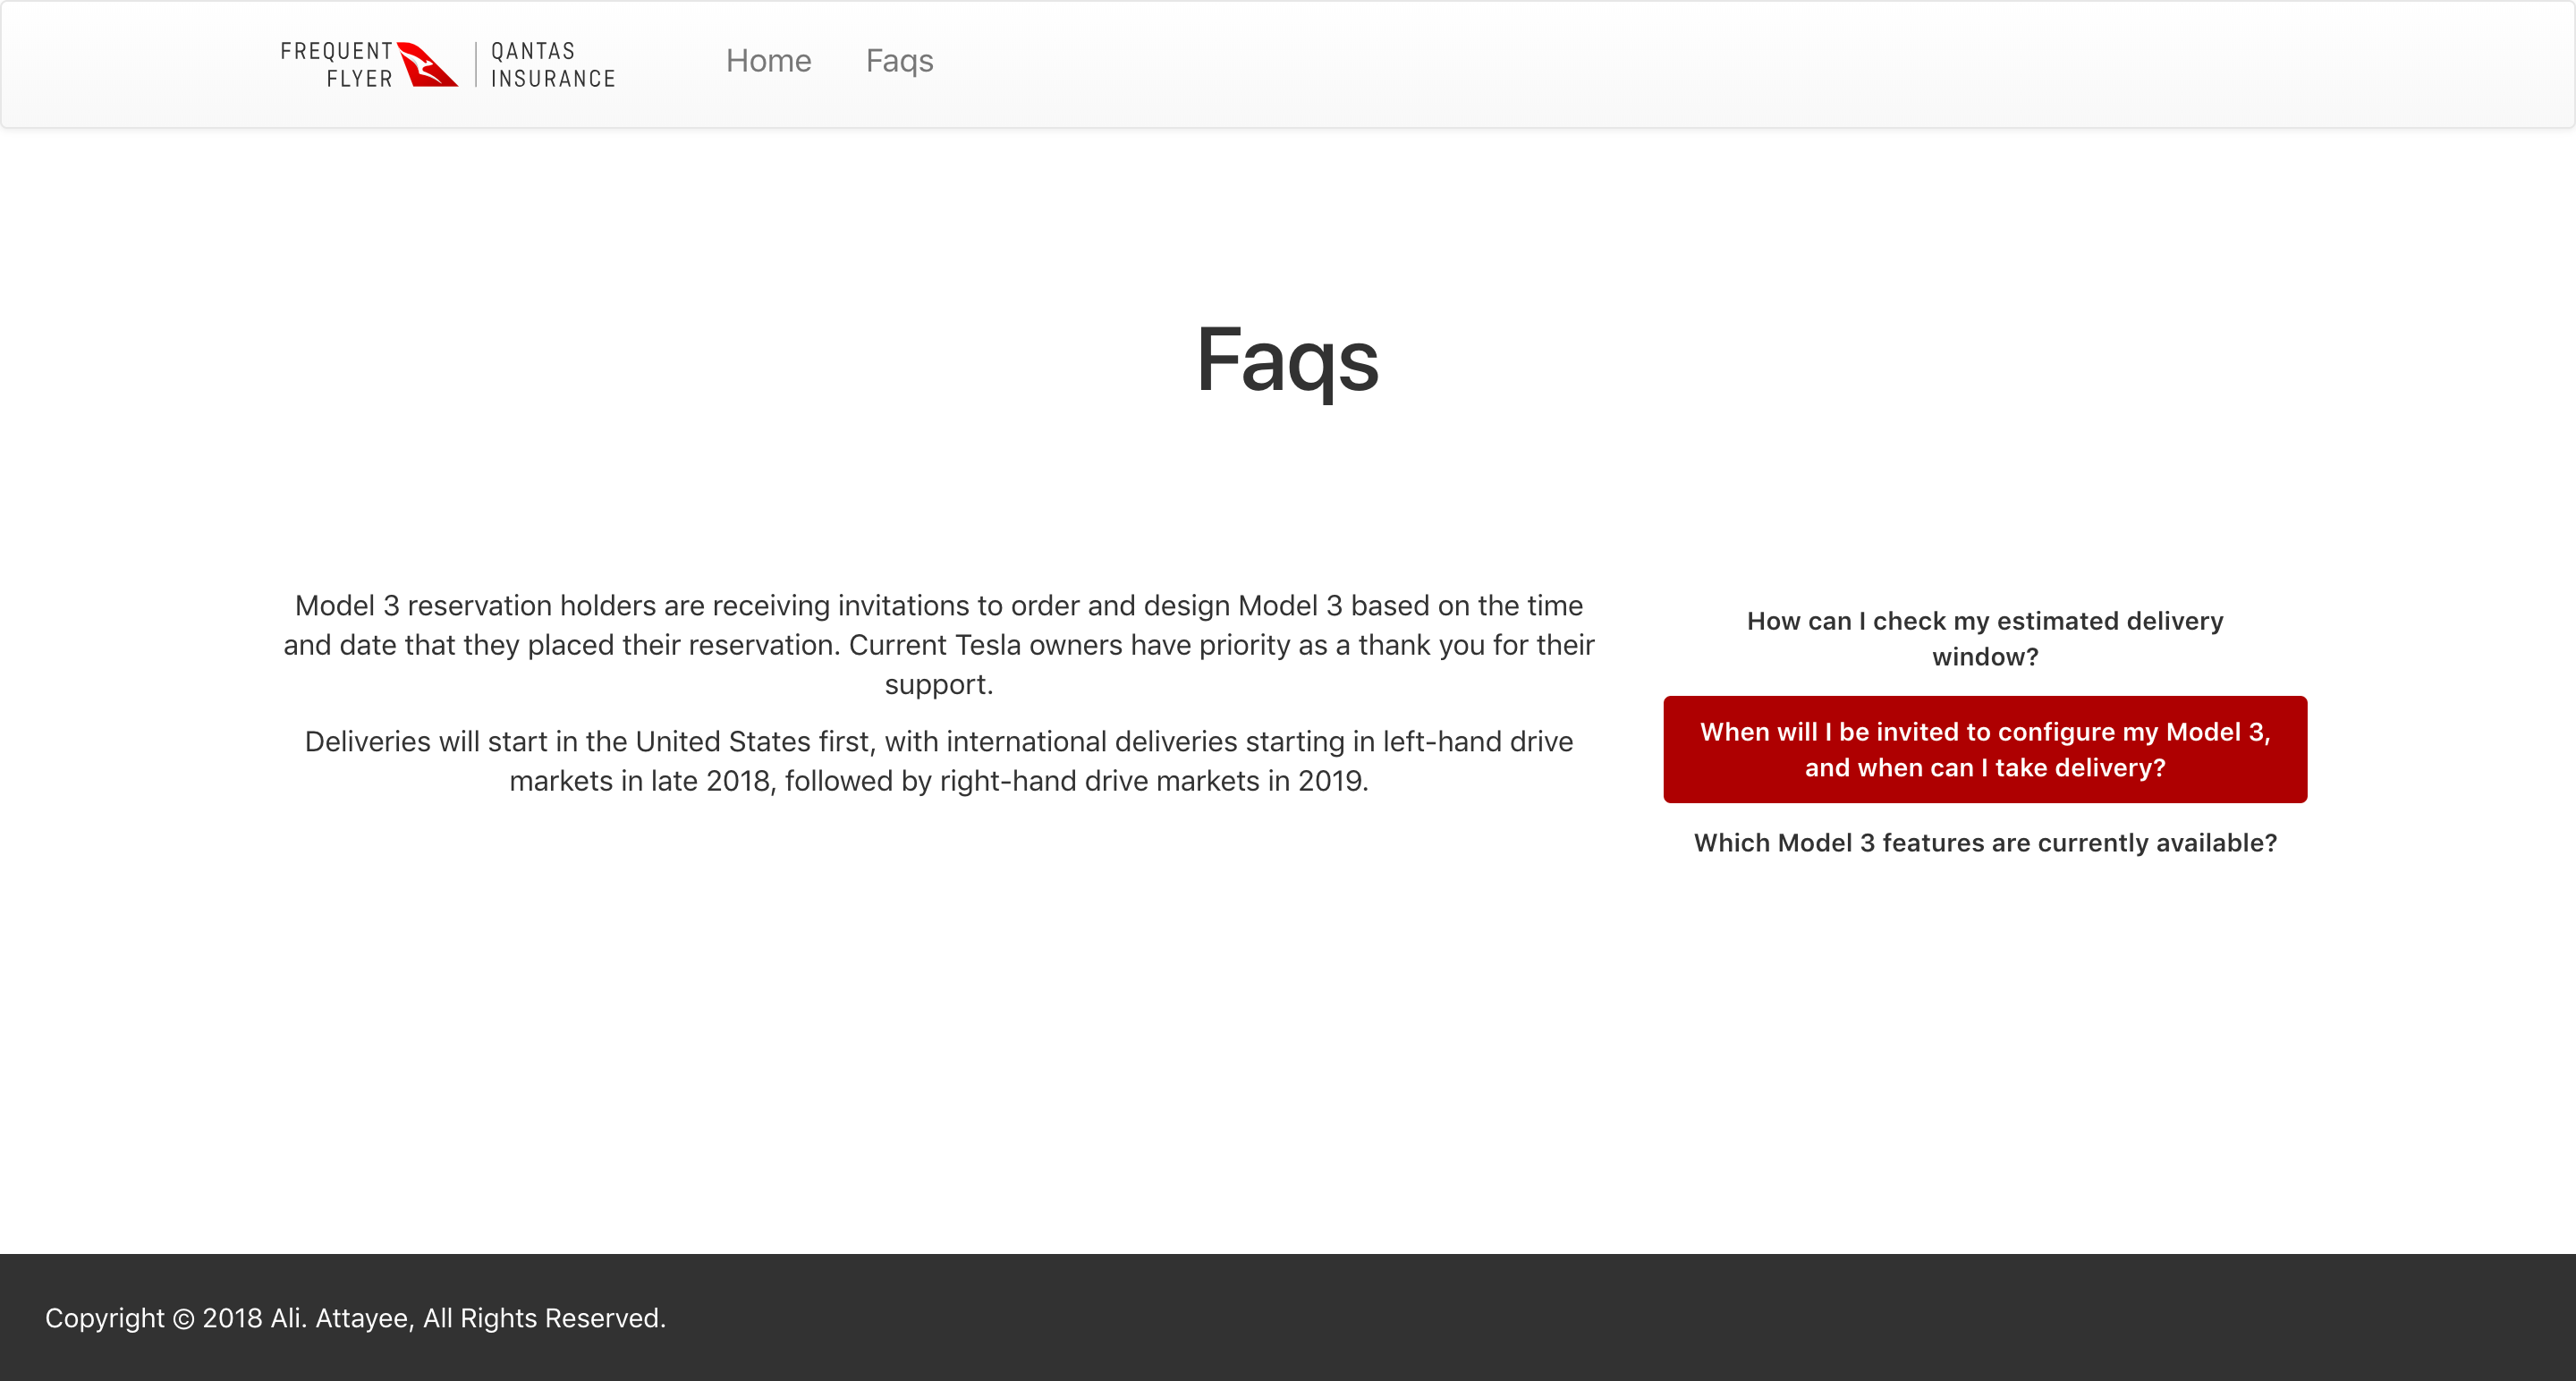 FREQUENT
FLYER
QANTAS
INSURANCE
Home
Faqs
Faqs
Model 3 reservation holders are receiving invitations to order and design Model 3 based on the time
and date that they placed their reservation. Current Tesla owners have priority as a thank you for their
support.
Deliveries will start in the United States first, with international deliveries starting in left-hand drive
markets in late 2018, followed by right-hand drive markets in 2019.
How can I check my estimated delivery
window?
When will I be invited to configure my Model 3,
and when can I take delivery?
Which Model 3 features are currently available?
Copyright © 2018 Ali. Attayee, All Rights Reserved.